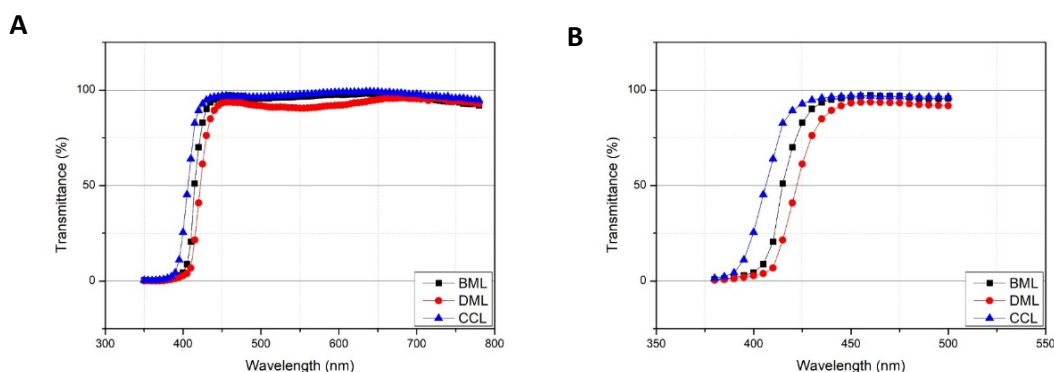 A
Transmittance (%)
100
50
0
300
400
500
600
700
800
Wavelength (nm)
BML
DML
CCL
B
Transmittance (%)
100
50
0
350
400
450
500
550
Wavelength (nm)
BML
DML
CCL